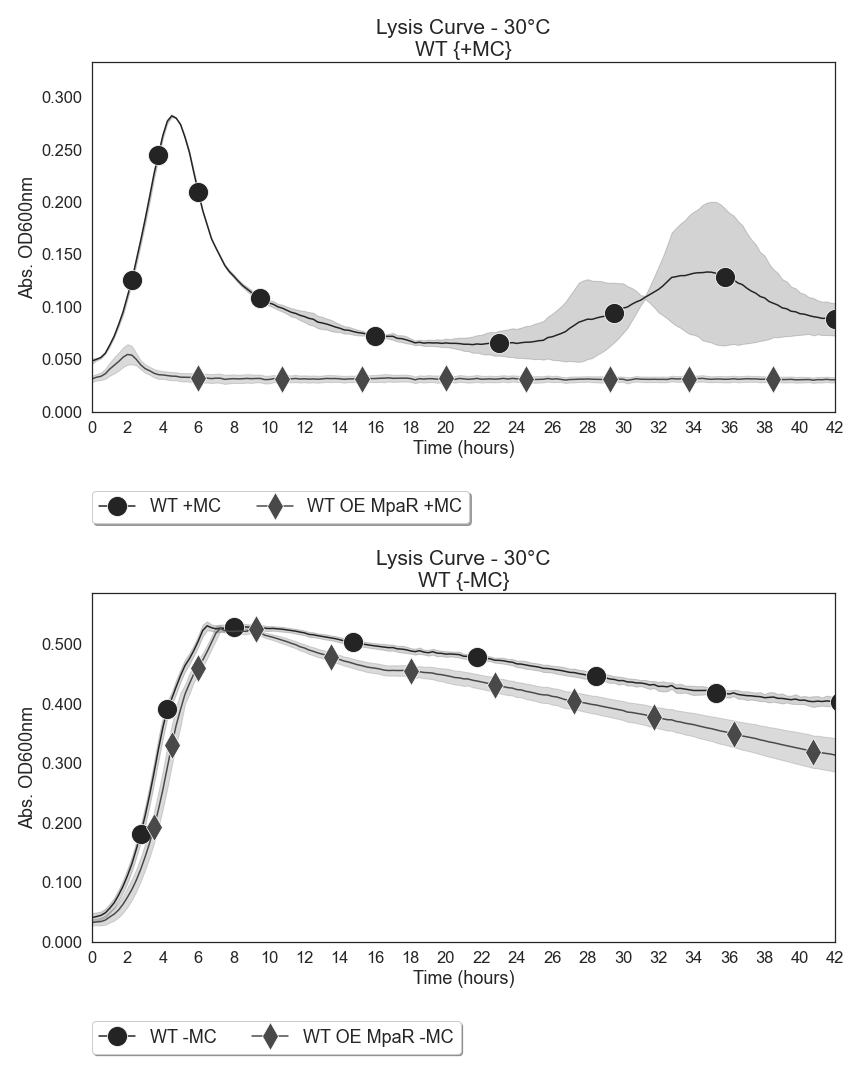 Lysis Curve - 30°C
WT {+MC}
Abs. OD600nm
0.300
0.250
0.200
0.150
0.100
0.050
0.000
0 2 4 6 8 10 12 14 16 18 20 22 24 26 28 30 32 34 36 38 40 42
Time (hours)
WT +MC WT OE MpaR +MC
Lysis Curve - 30°C
WT {-MC}
Abs. OD600nm
0.500
0.400
0.300
0.200
0.100
0.000
0 2 4 6 8 10 12 14 16 18 20 22 24 26 28 30 32 34 36 38 40 42
Time (hours)
WT -MC WT OE MpaR -MC